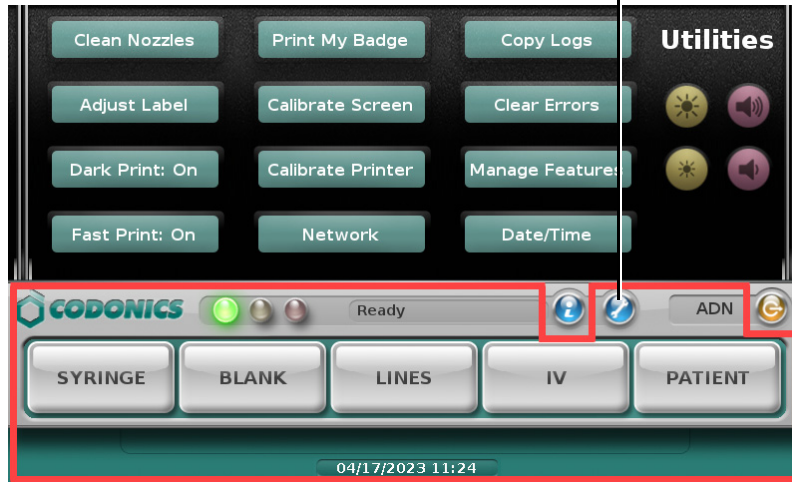 Clean Nozzles Print My Badge Copy Logs Utilities
Adjust Label Calibrate Screen Clear Errors
Dark Print: On Calibrate Printer Manage Features
Fast Print: On Network Date/Time
CODONICS Ready i ADN
SYRINGE BLANK LINES IV PATIENT
04/17/2023 11:24